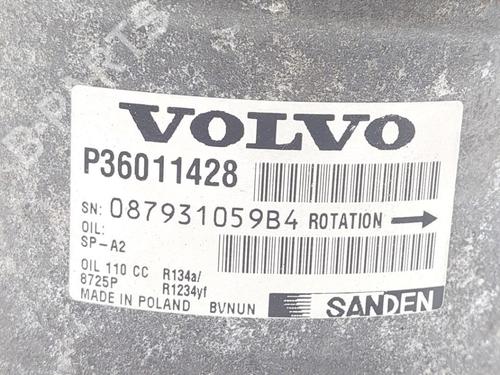 VOLVO
P36011428
SN: 087931059B4 ROTATION
OIL:
SP-A2
OIL 110 CC R134a/
8725P R1234yf
MADE IN POLAND BVNUN SANDEN